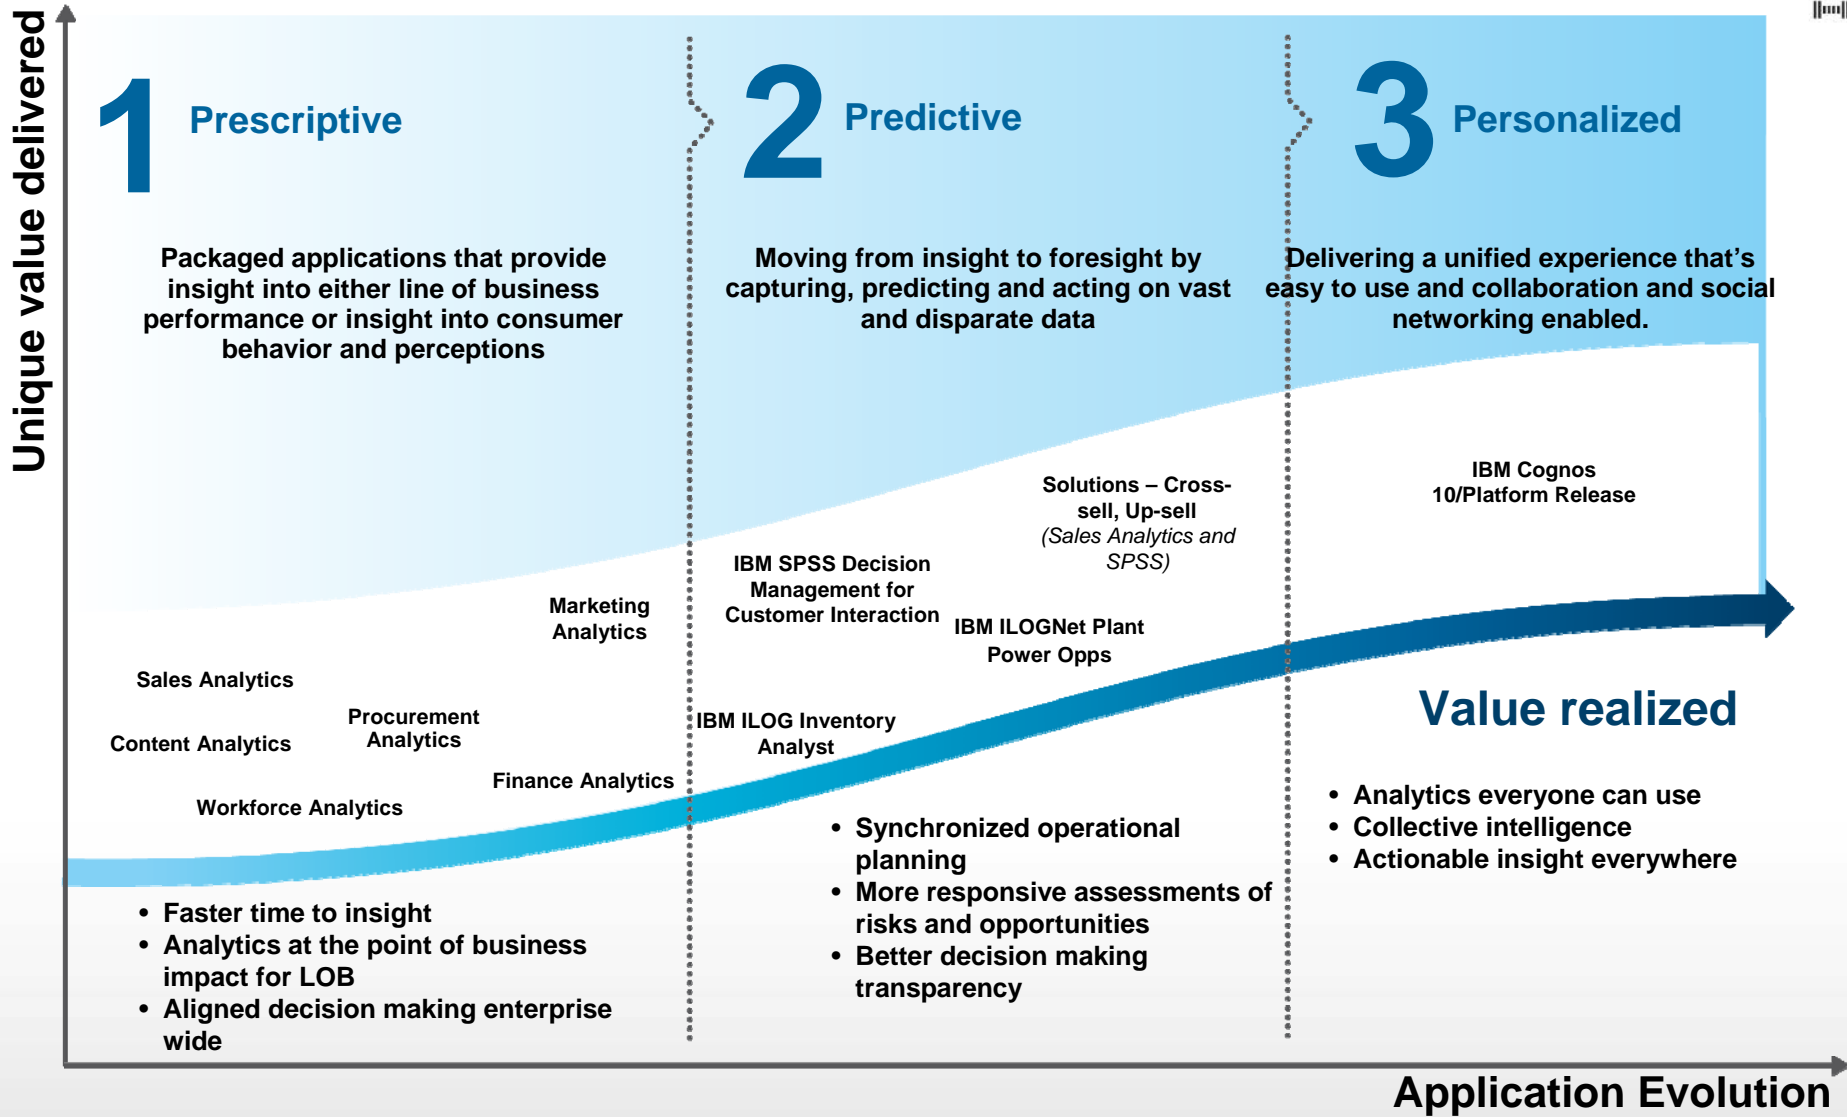 Unique value delivered
1
Prescriptive
Packaged applications that provide
insight into either line of business
performance or insight into consumer
behavior and perceptions
Marketing
Analytics
Sales Analytics
Procurement
Analytics
Content Analytics
Finance Analytics
Workforce Analytics
• Faster time to insight
• Analytics at the point of business
impact for LOB
• Aligned decision making enterprise
wide
2
Predictive
Moving from insight to foresight by
capturing, predicting and acting on vast
and disparate data
Solutions – Cross-
sell, Up-sell
(Sales Analytics and
SPSS)
IBM SPSS Decision
Management for
Customer Interaction
IBM ILOGNet Plant
Power Opps
IBM ILOG Inventory
Analyst
• Synchronized operational
planning
• More responsive assessments of
risks and opportunities
• Better decision making
transparency
3
Personalized
Delivering a unified experience that's
easy to use and collaboration and social
networking enabled.
IBM Cognos
10/Platform Release
Value realized
• Analytics everyone can use
• Collective intelligence
• Actionable insight everywhere
Application Evolution